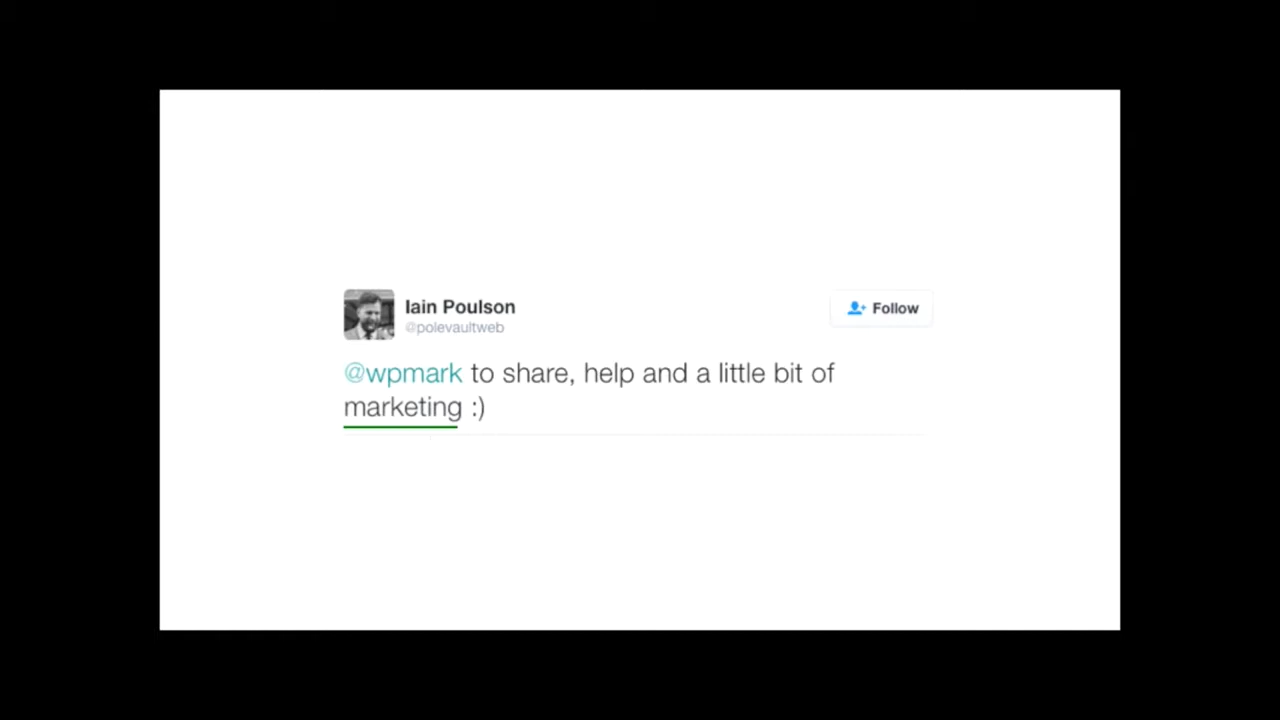 Iain Poulson
@polevaultweb
Follow
@wpmark to share, help and a little bit of
marketing :)